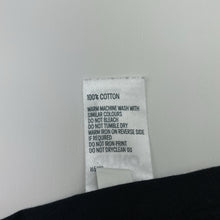 100% COTTON
WARM MACHINE WASH WITH
SIMILAR COLOURS
DO NOT BLEACH
DO NOT TUMBLE DRY
WARM IRON ON REVERSE SIDE
IF REQUIRED
DO NOT IRON PRINT
DO NOT DRYCLEAN